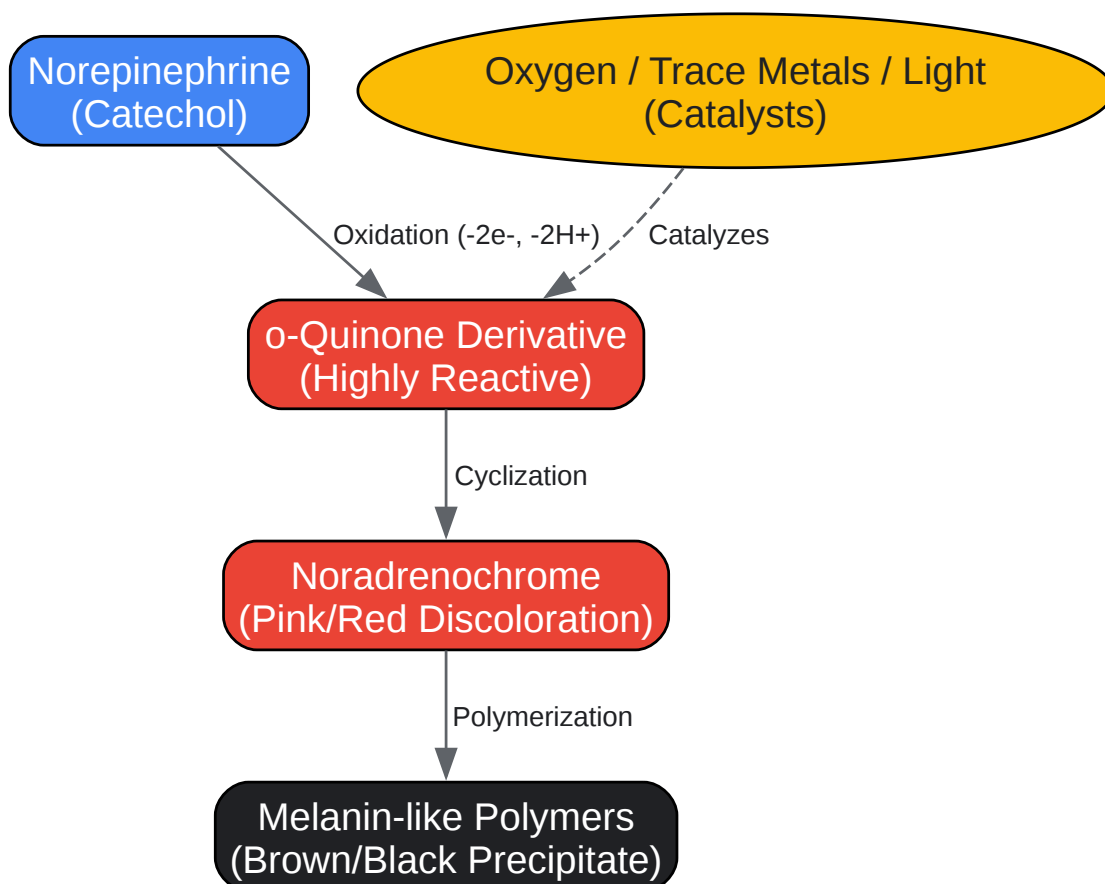 Norepinephrine
(Catechol)
Oxygen / Trace Metals / Light
(Catalysts)
Oxidation (-2e-, -2H+)
Catalyzes
o-Quinone Derivative
(Highly Reactive)
Cyclization
Noradrenochrome
(Pink/Red Discoloration)
Polymerization
Melanin-like Polymers
(Brown/Black Precipitate)